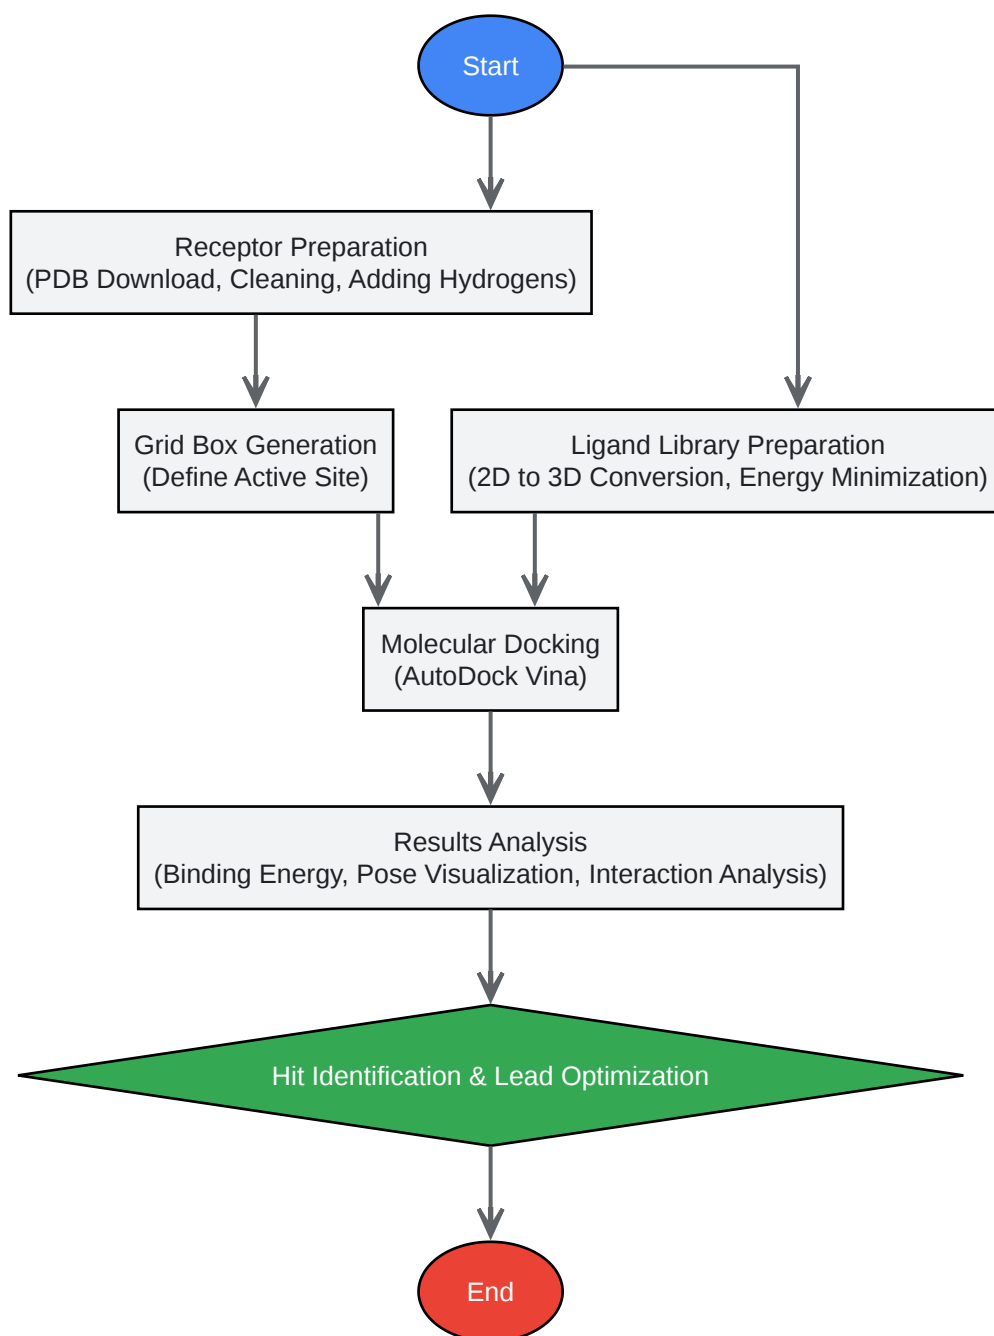 Start
Receptor Preparation
(PDB Download, Cleaning, Adding Hydrogens)
Grid Box Generation
(Define Active Site)
Ligand Library Preparation
(2D to 3D Conversion, Energy Minimization)
Molecular Docking
(AutoDock Vina)
Results Analysis
(Binding Energy, Pose Visualization, Interaction Analysis)
Hit Identification & Lead Optimization
End